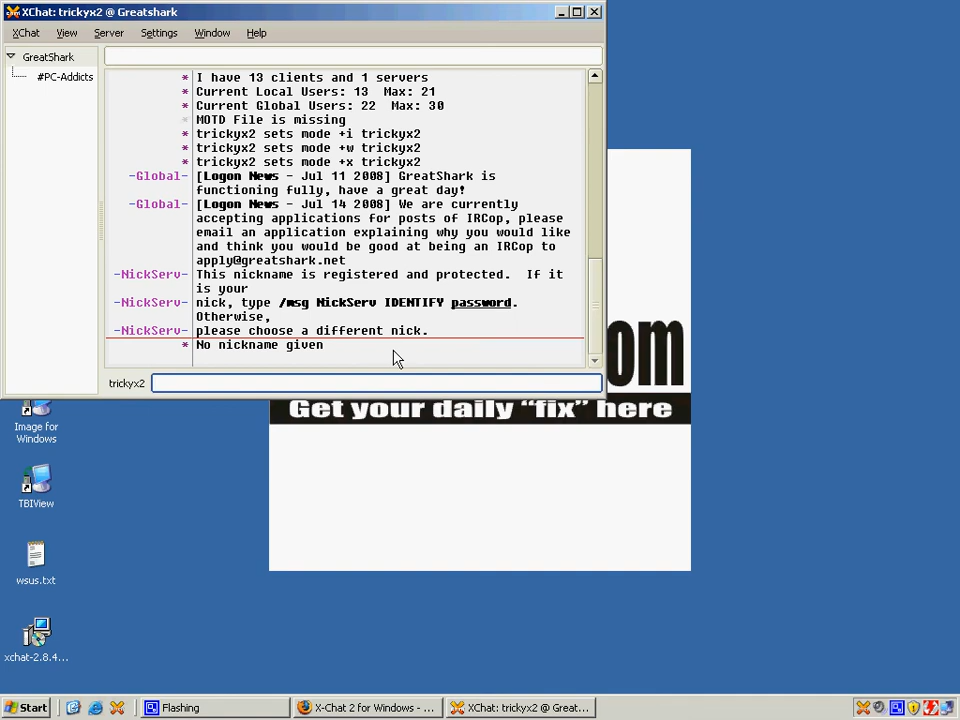 XChat: trickyx2 @ Greatshark
XChat View Server Settings Window Help
GreatShark
#PC-Addicts
* I have 13 clients and 1 servers
* Current Local Users: 13 Max: 21
* Current Global Users: 22 Max: 30
* MOTD File is missing
* trickyx2 sets mode +i trickyx2
* trickyx2 sets mode +w trickyx2
* trickyx2 sets mode +x trickyx2
-Global- [Logon News - Jul 11 2008] GreatShark is
functioning fully, have a great day!
-Global- [Logon News - Jul 14 2008] We are currently
accepting applications for posts of IRCop, please
email an application explaining why you would like
and think you would be good at being an IRCop to
apply@greatshark.net
-NickServ- This nickname is registered and protected. If it
is your
-NickServ- nick, type /msg NickServ IDENTIFY password.
Otherwise,
-NickServ- please choose a different nick.
* No nickname given
trickyx2
om
Get your daily “fix” here
Image for
Windows
TBIView
wsus.txt
xchat-2.8.4...
Start
Flashing
X-Chat 2 for Windows - ...
XChat: trickyx2 @ Great...